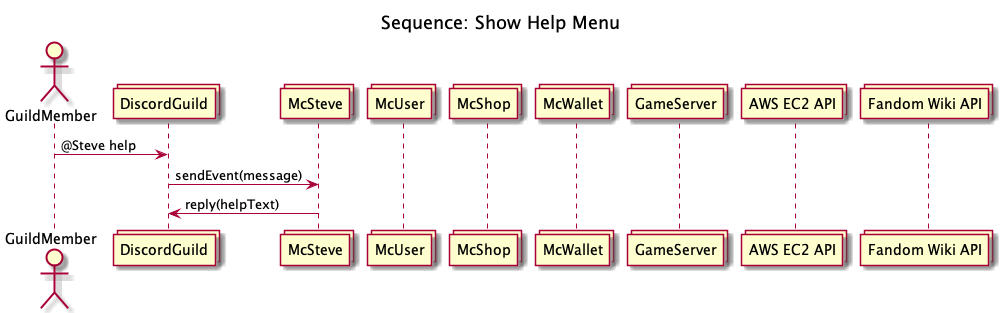 Sequence: Show Help Menu
GuildMember
DiscordGuild
McSteve
McUser
McShop
McWallet
GameServer
AWS EC2 API
Fandom Wiki API
@Steve help
sendEvent(message)
reply(helpText)
GuildMember
DiscordGuild
McSteve
McUser
McShop
McWallet
GameServer
AWS EC2 API
Fandom Wiki API